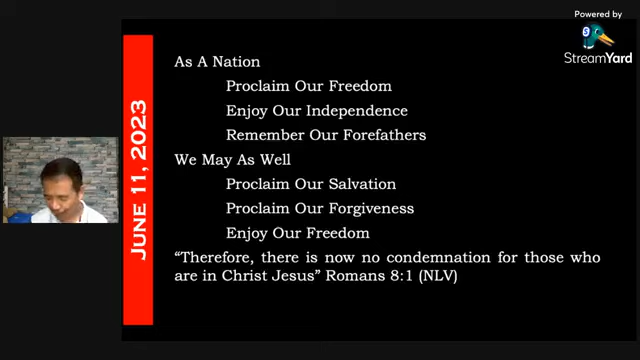 Powered by
StreamYard
JUNE 11, 2023
As A Nation
Proclaim Our Freedom
Enjoy Our Independence
Remember Our Forefathers
We May As Well
Proclaim Our Salvation
Proclaim Our Forgiveness
Enjoy Our Freedom
“Therefore, there is now no condemnation for those who
are in Christ Jesus” Romans 8:1 (NLV)